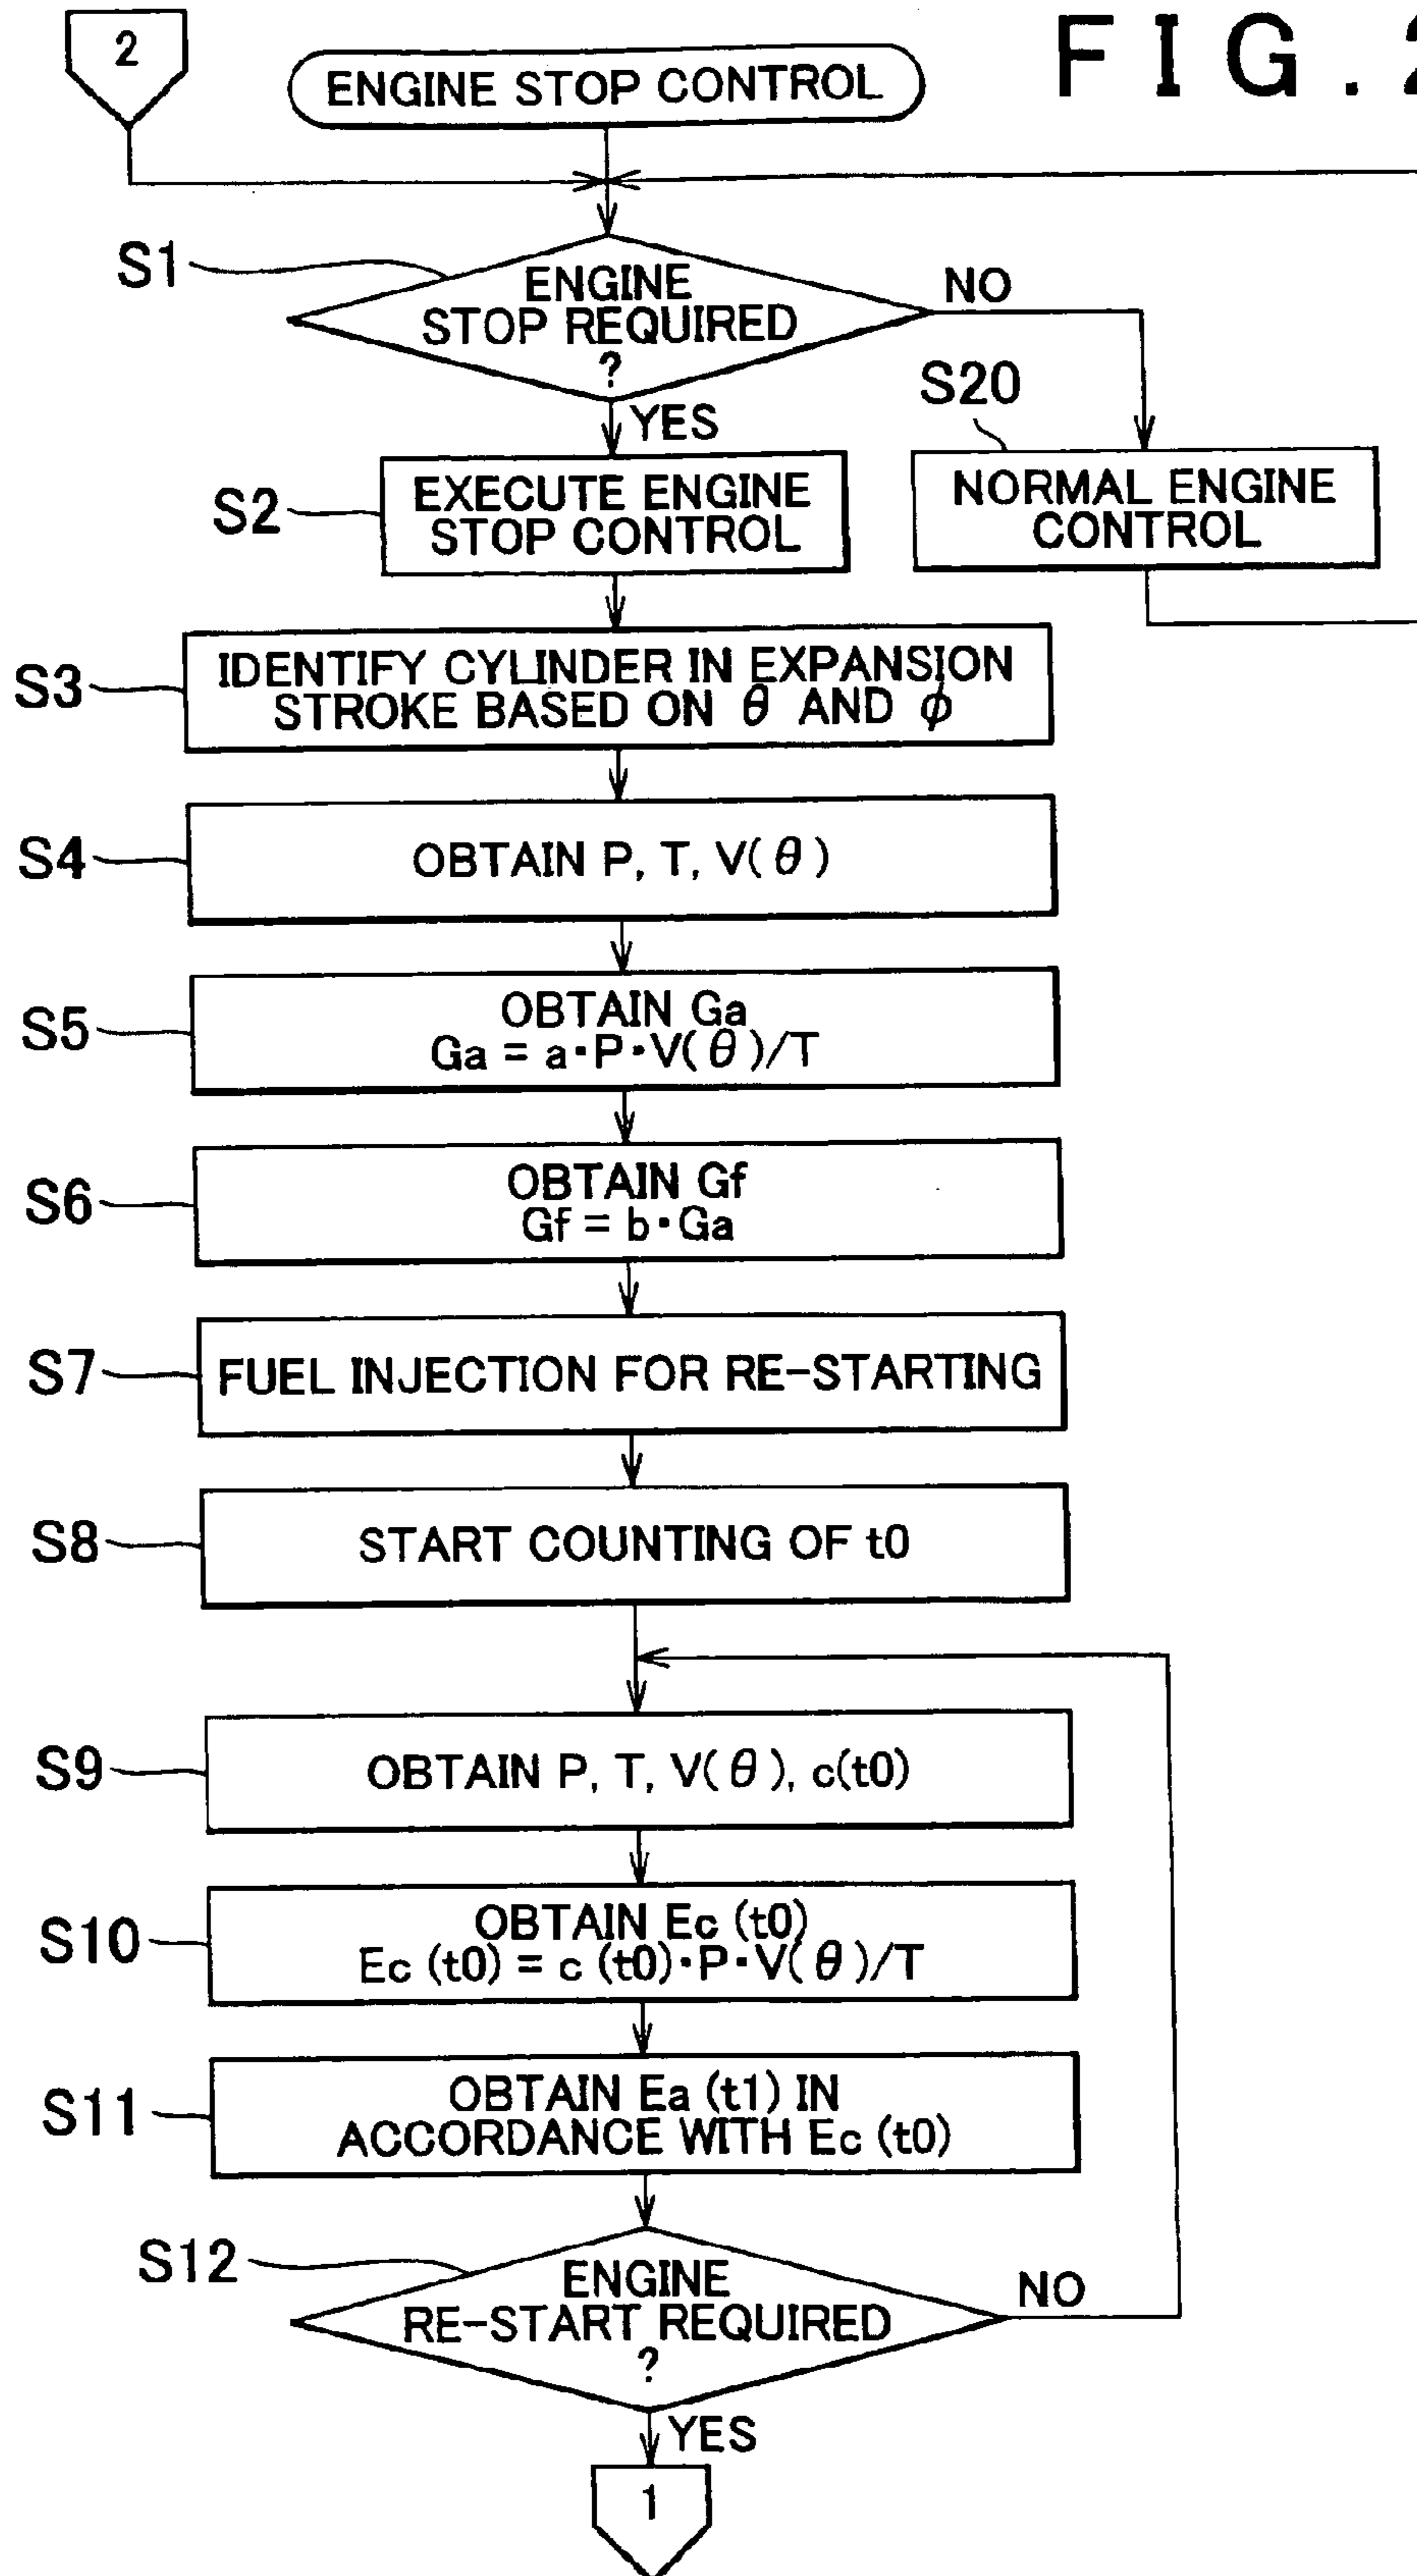 2
ENGINE STOP CONTROL
FIG. 2
S1
ENGINE
STOP REQUIRED
?
NO
YES
S20
NORMAL ENGINE
CONTROL
S2
EXECUTE ENGINE
STOP CONTROL
S3
IDENTIFY CYLINDER IN EXPANSION
STROKE BASED ON θ AND ϕ
S4
OBTAIN P, T, V(θ)
S5
OBTAIN Ga
Ga = a·P·V(θ)/T
S6
OBTAIN Gf
Gf = b·Ga
S7
FUEL INJECTION FOR RE-STARTING
S8
START COUNTING OF t0
S9
OBTAIN P, T, V(θ), c(t0)
S10
OBTAIN Ec (t0)
Ec (t0) = c (t0)·P·V(θ)/T
S11
OBTAIN Ea (t1) IN
ACCORDANCE WITH Ec (t0)
S12
ENGINE
RE-START REQUIRED
?
NO
YES
1